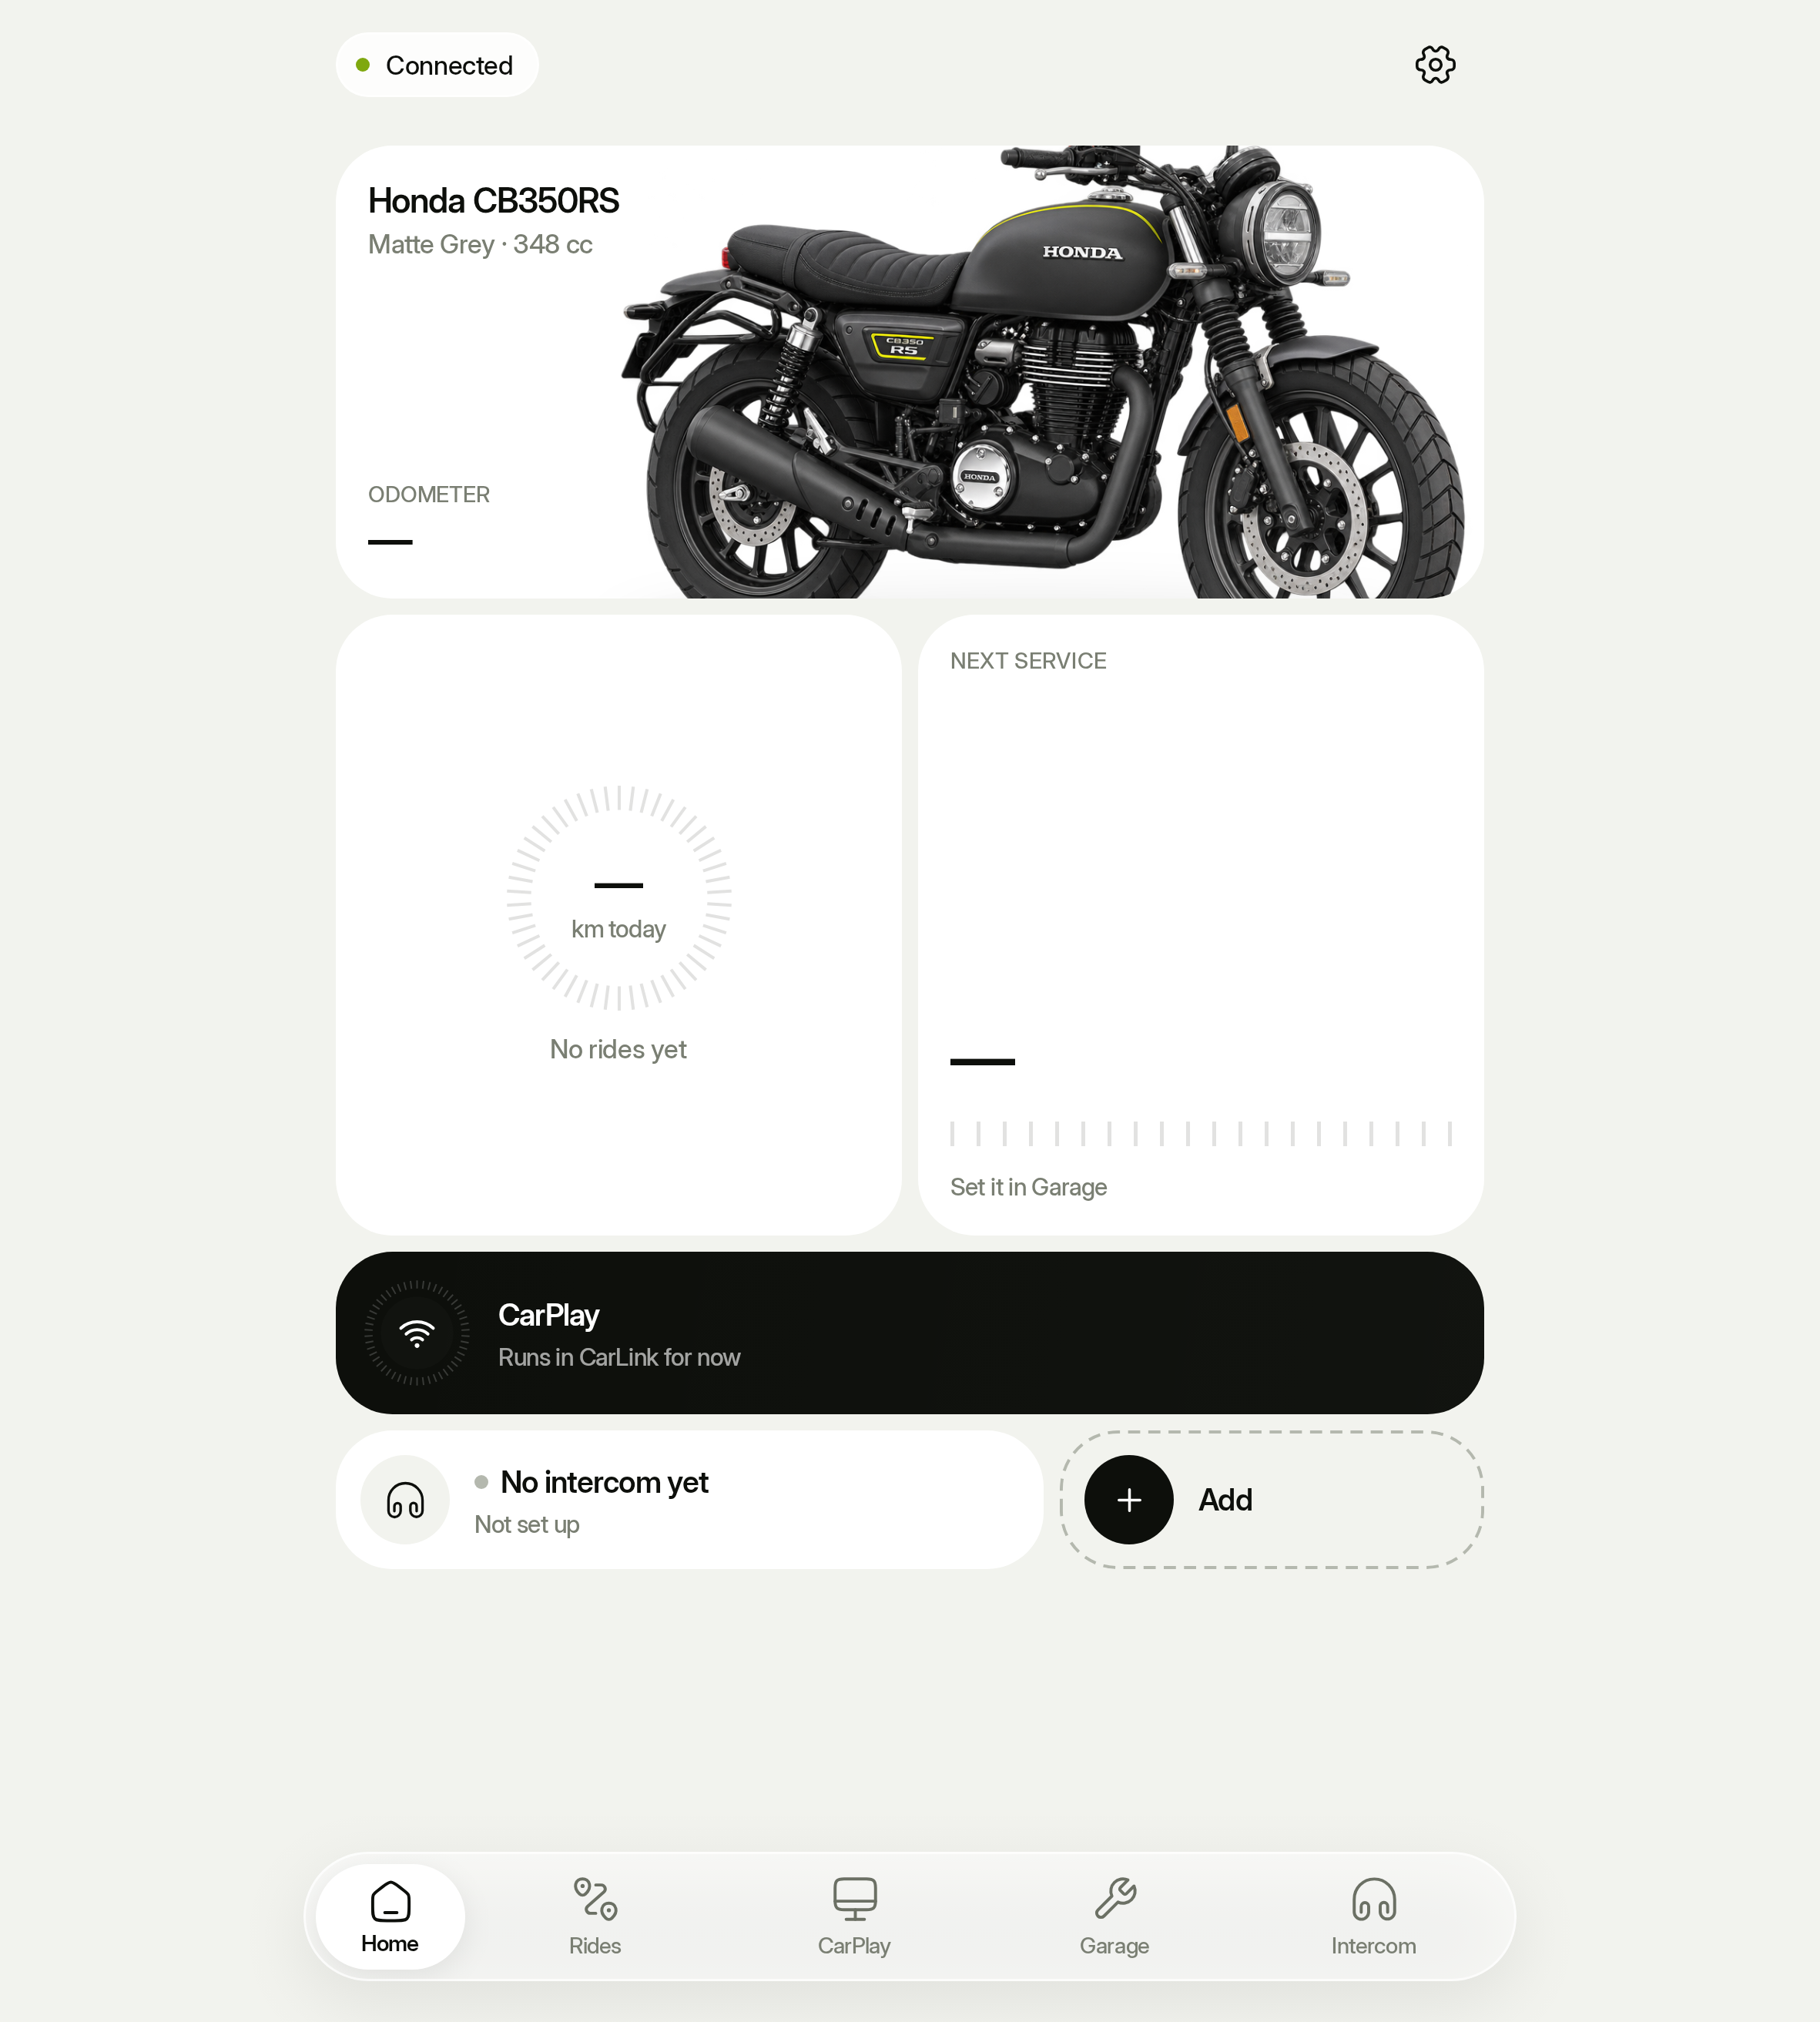 Connected
Honda CB350RS
Matte Grey · 348 cc
HONDA
CB350
RS
HONDA
ODOMETER
—
NEXT SERVICE
—
km today
No rides yet
—
Set it in Garage
CarPlay
Runs in CarLink for now
No intercom yet
Not set up
Add
Home
Rides
CarPlay
Garage
Intercom